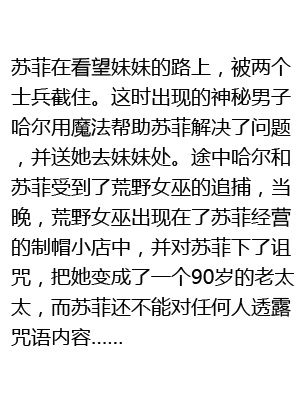 苏菲在看望妹妹的路上，被两个
士兵截住。这时出现的神秘男子
哈尔用魔法帮助苏菲解决了问题
，并送她去妹妹处。途中哈尔和
苏菲受到了荒野女巫的追捕，当
晚，荒野女巫出现在了苏菲经营
的制帽小店中，并对苏菲下了诅
咒，把她变成了一个90岁的老太
太，而苏菲还不能对任何人透露
咒语内容......